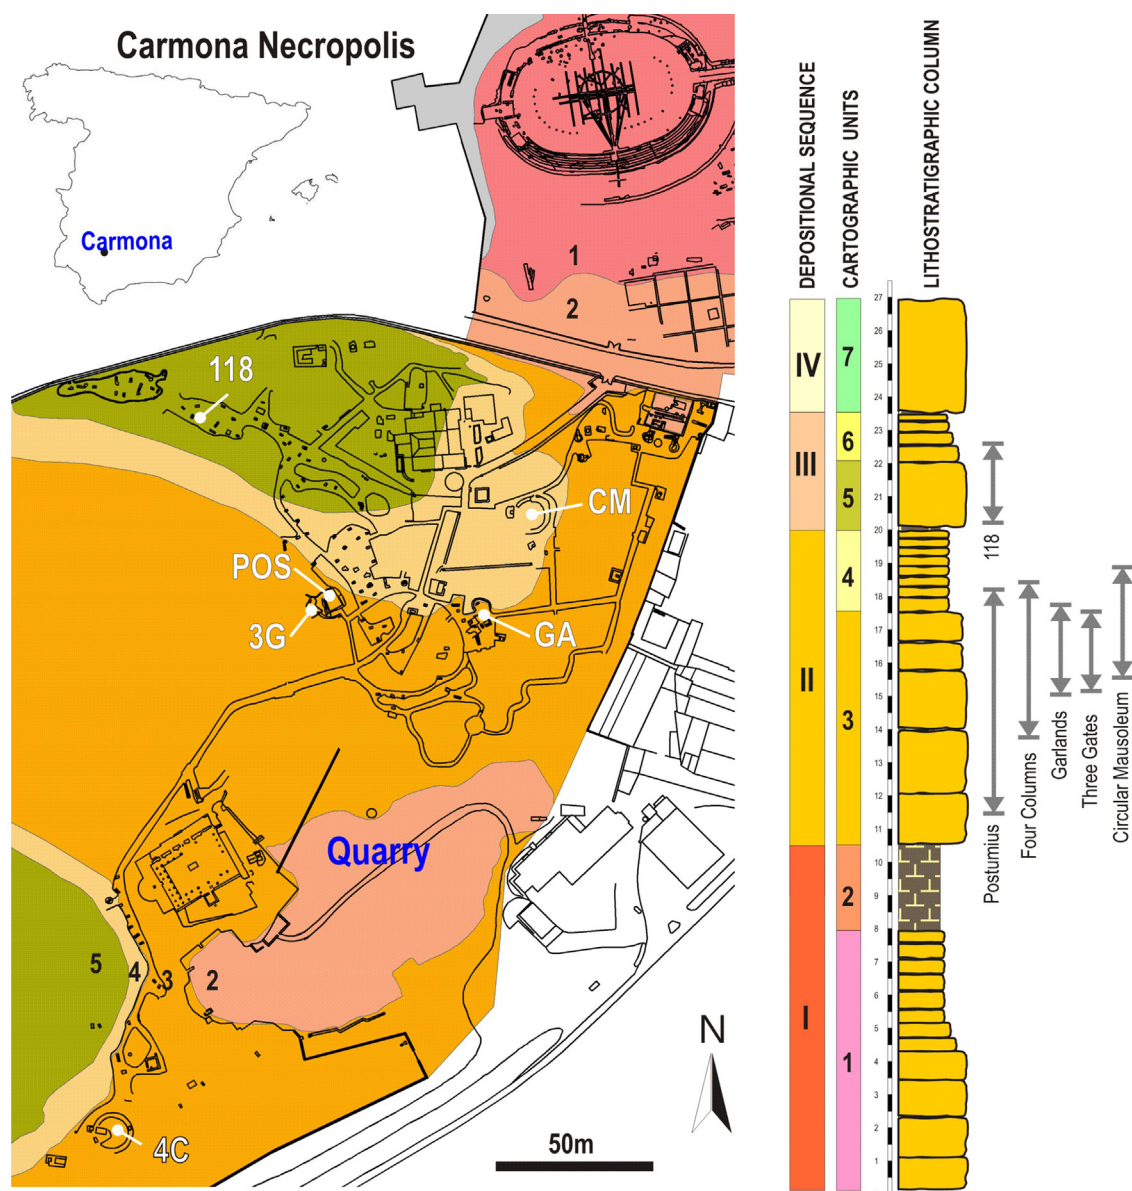 Carmona Necropolis
Carmona
1
2
118
CM
POS
3G
GA
Quarry
5
4
3
2
4C
N
50m
DEPOSITIONAL SEQUENCE
CARTOGRAPHIC UNITS
LITHOSTRATIGRAPHIC COLUMN
IV
III
II
I
7
6
5
4
3
2
1
27
26
25
24
23
22
21
20
19
18
17
16
15
14
13
12
11
10
9
8
7
6
5
4
3
2
1
118
Postumius
Four Columns
Garlands
Three Gates
Circular Mausoleum